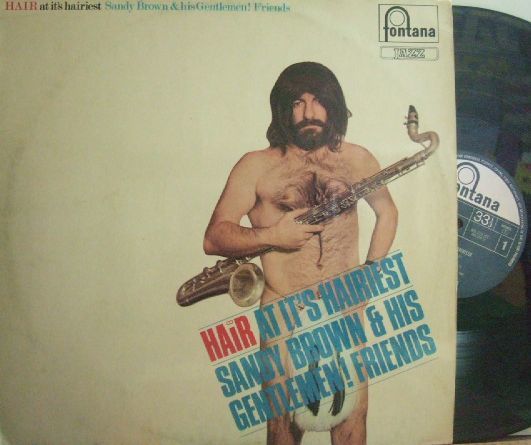 HAIR at it's hairiest Sandy Brown & his Gentlemen! Friends
fontana
JAZZ
HAIR AT IT'S HAIRIEST
SANDY BROWN & HIS
GENTLEMEN! FRIENDS
fontana
33⅓
1